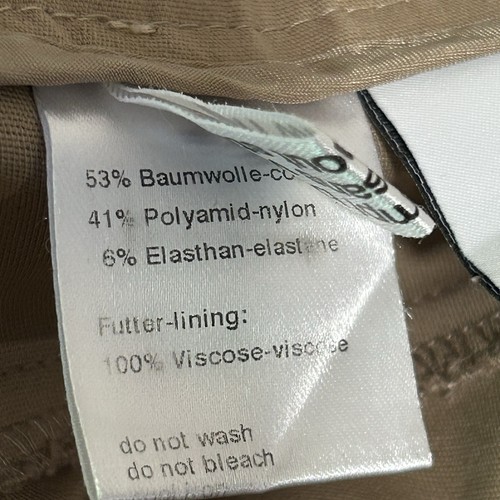 53% Baumwolle-co
41% Polyamid-nylon
6% Elasthan-elastane
Futter-lining:
100% Viscose-viscose
do not wash
do not bleach